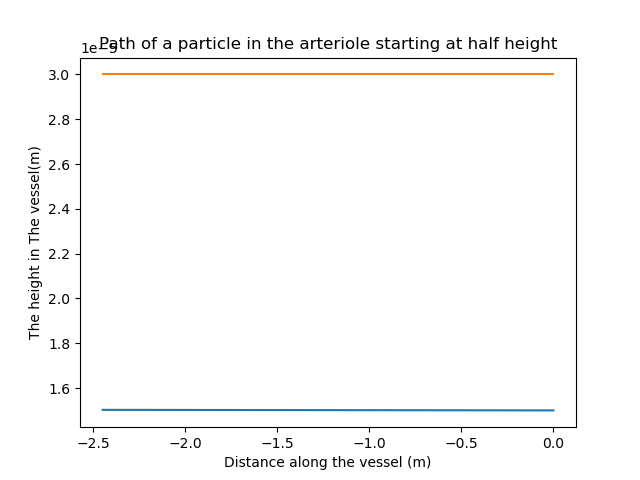 Path of a particle in the arteriole starting at half height
3.0
2.8
2.6
2.4
2.2
2.0
1.8
1.6
The height in The vessel(m)
−2.5 −2.0 −1.5 −1.0 −0.5 0.0
Distance along the vessel (m)